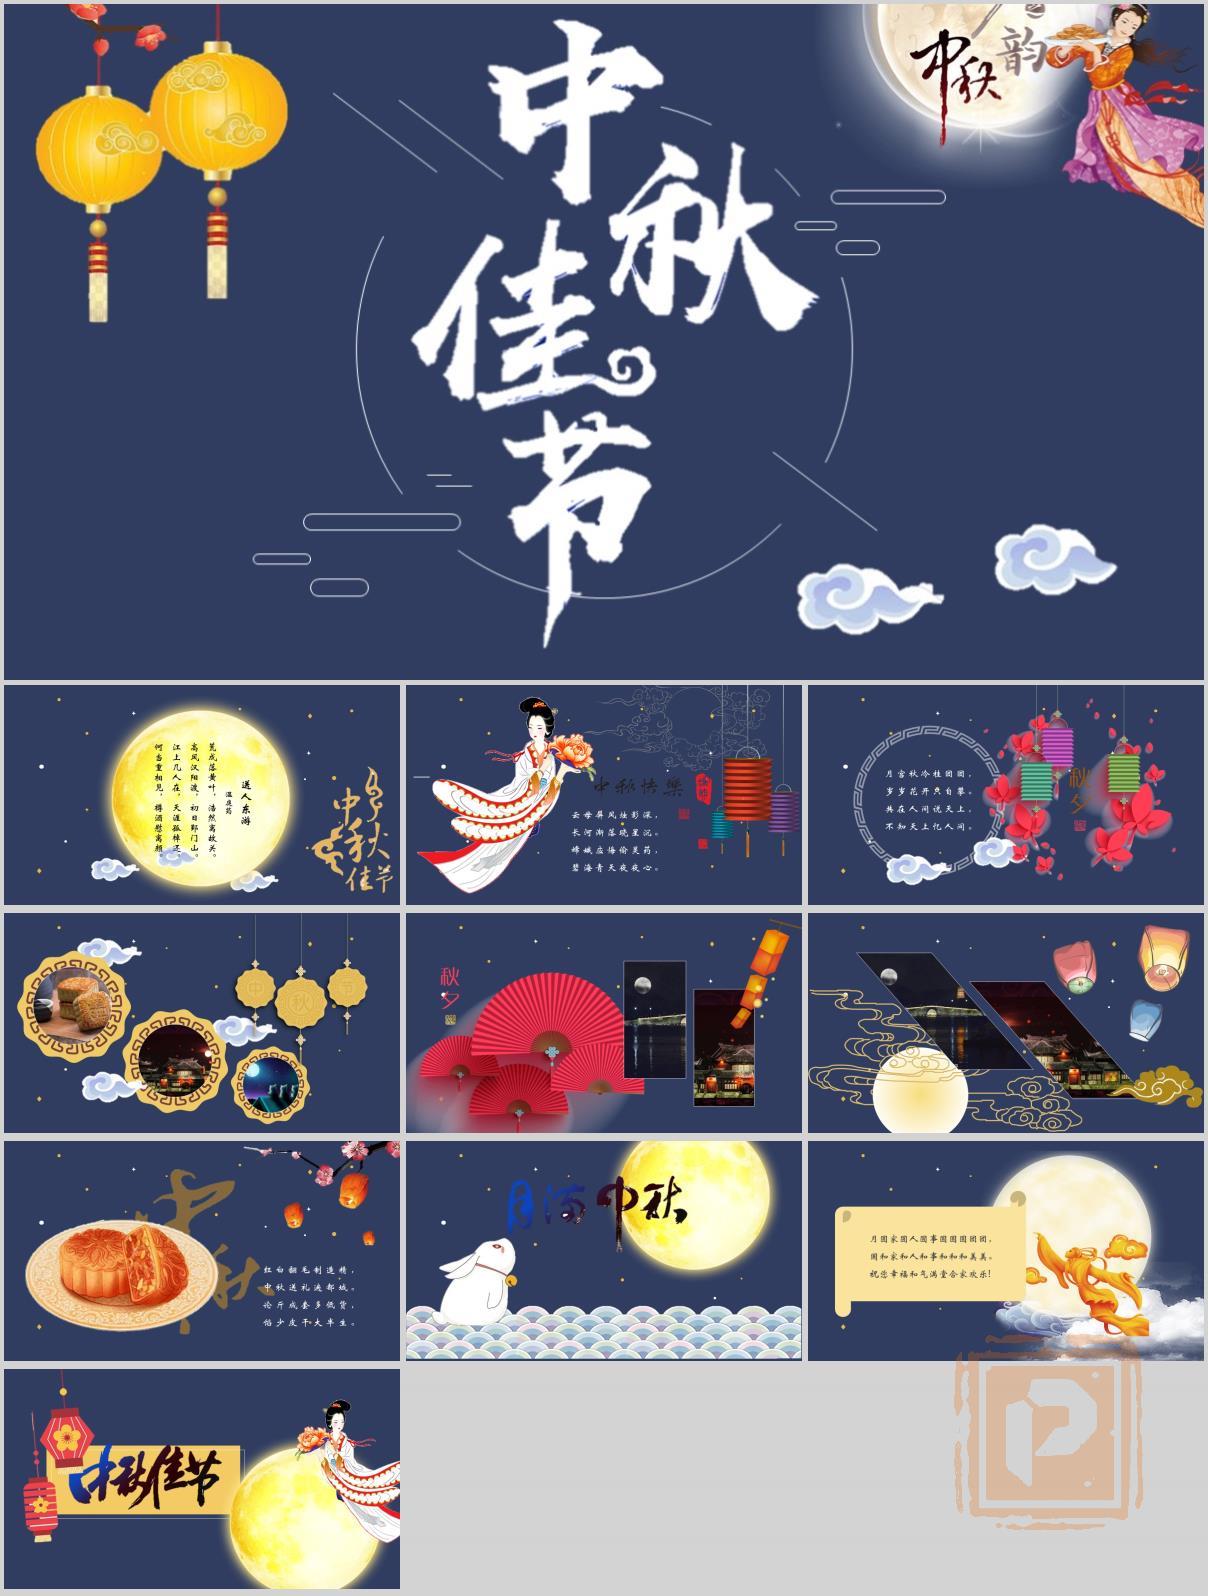 中秋佳节
中秋
韵
送人东游
温庭筠
荒戍落黄叶，浩然离故关。
高风汉阳渡，初日郢门山。
江上几人在，天涯孤棹还。
何当重相见，樽酒慰离颜。
中秋佳节
中秋快樂
云母屏风烛影深，
长河渐落晓星沉。
嫦娥应悔偷灵药，
碧海青天夜夜心。
月宫秋冷桂团团，
岁岁花开只自攀。
共在人间说天上，
不知天上忆人间。
秋夕
中秋节
秋夕
中秋
红白翻毛制造精，
中秋送礼遍都城。
论斤成套多低货，
馅少皮干大半生。
月满中秋
月圆家圆人圆事圆圆圆团团，
国和家和人和事和和和美美。
祝您幸福和气满堂合家欢乐!
中秋佳节